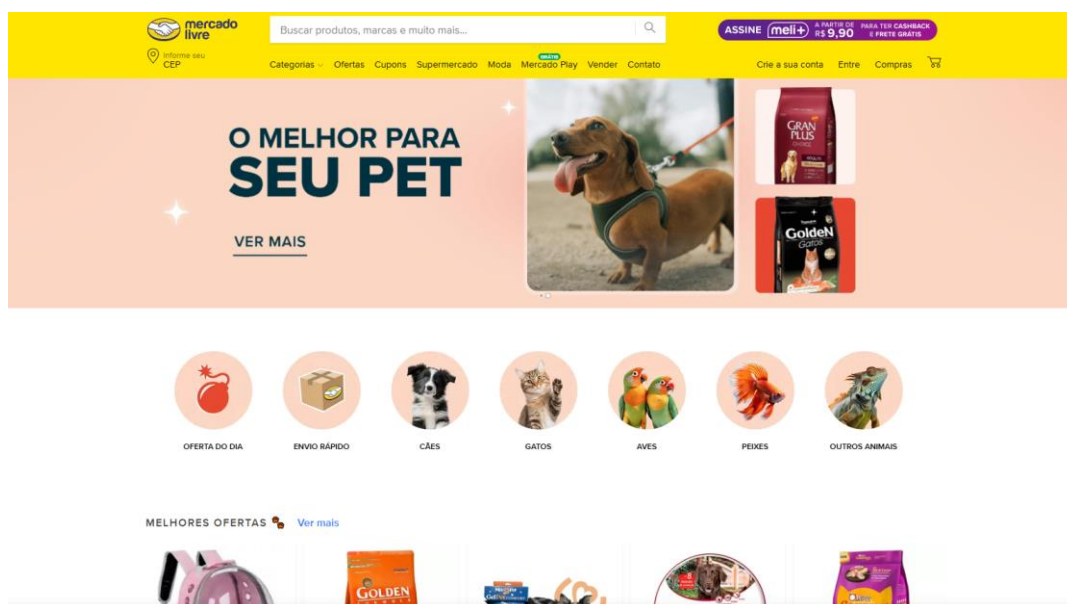 mercado
livre
Buscar produtos, marcas e muito mais...
ASSINE meli+ A PARTIR DE R$ 9,90 PARA TER CASHBACK E FRETE GRÁTIS
Informe seu
CEP
GRÁTIS
Categorias Ofertas Cupons Supermercado Moda Mercado Play Vender Contato
Crie a sua conta Entre Compras
O MELHOR PARA
SEU PET
VER MAIS
GRAN
PLUS
CHOICE
GoldeN
Gatos
OFERTA DO DIA
ENVIO RÁPIDO
CÃES
GATOS
AVES
PEIXES
OUTROS ANIMAIS
MELHORES OFERTAS Ver mais
GOLDEN